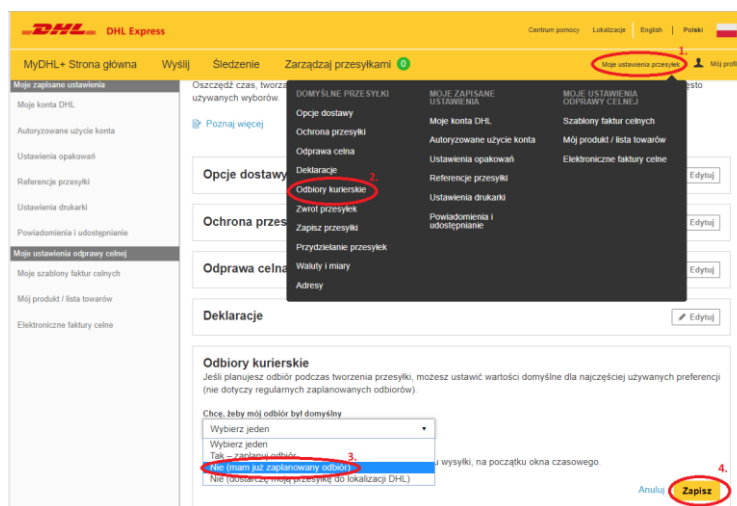 DHL DHL Express
Centrum pomocy Lokalizacje English | Polski
1.
MyDHL+ Strona główna Wyślij Śledzenie Zarządzaj przesyłkami 0 Moje ustawienia przesyłek Mój profi
Moje zapisane ustawienia
Moje konta DHL
Autoryzowane użycie konta
Ustawienia opakowań
Referencje przesyłki
Ustawienia drukarki
Powiadomienia i udostępnianie
Moje ustawienia odprawy celnej
Moje szablony faktur celnych
Mój produkt / lista towarów
Elektroniczne faktury celne
Oszczędź czas, tworza
ęsto
używanych wyborów.
Poznaj więcej
DOMYŚLNE PRZESYŁKI
Opcje dostawy
Ochrona przesyłki
Odprawa celna
Deklaracje
2.
Odbiory kurierskie
Zwrot przesyłek
Zapisz przesyłki
Przydzielanie przesyłek
Waluty i miary
Adresy
MOJE ZAPISANE
USTAWIENIA
Moje konta DHL
Autoryzowane użycie konta
Ustawienia opakowań
Referencje przesyłki
Ustawienia drukarki
Powiadomienia i
udostępnianie
MOJE USTAWIENIA
ODPRAWY CELNEJ
Szablony faktur celnych
Mój produkt / lista towarów
Elektroniczne faktury celne
Opcje dostawy Edytuj
Ochrona przes Edytuj
Odprawa celna Edytuj
Deklaracje Edytuj
Odbiory kurierskie
Jeśli planujesz odbiór podczas tworzenia przesyłki, możesz ustawić wartości domyślne dla najczęściej używanych preferencji
(nie dotyczy regularnych zaplanowanych odbiorów).
Chcę, żeby mój odbiór był domyślny
Wybierz jeden
Wybierz jeden
Tak – zaplanuj odbiór
3.
Nie (mam już zaplanowany odbiór)
u wysyłki, na początku okna czasowego.
Nie (dostarczę moją przesyłkę do lokalizacji DHL)
4.
Anuluj Zapisz